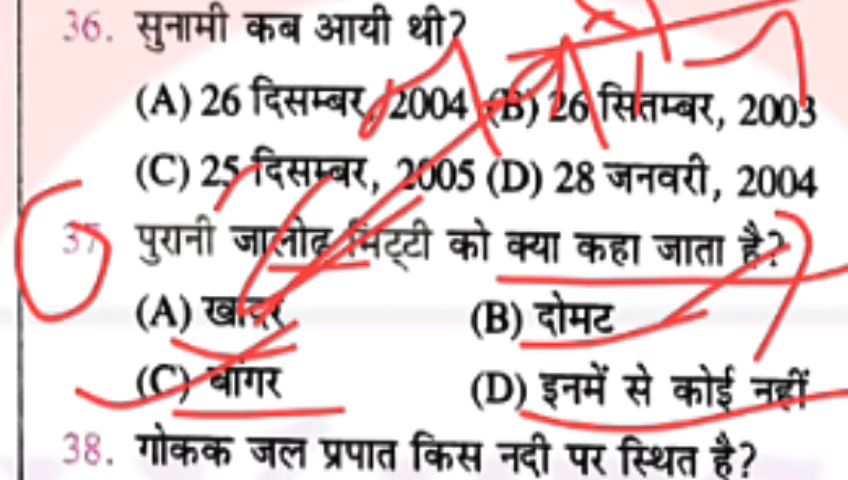 36. सुनामी कब आयी थी?
(A) 26 दिसम्बर, 2004 (B) 26 सितम्बर, 2003
(C) 25 दिसम्बर, 2005 (D) 28 जनवरी, 2004
37. पुरानी जालोढ़ मिट्टी को क्या कहा जाता है?
(A) खादर (B) दोमट
(C) बांगर (D) इनमें से कोई नहीं
38. गोकक जल प्रपात किस नदी पर स्थित है?